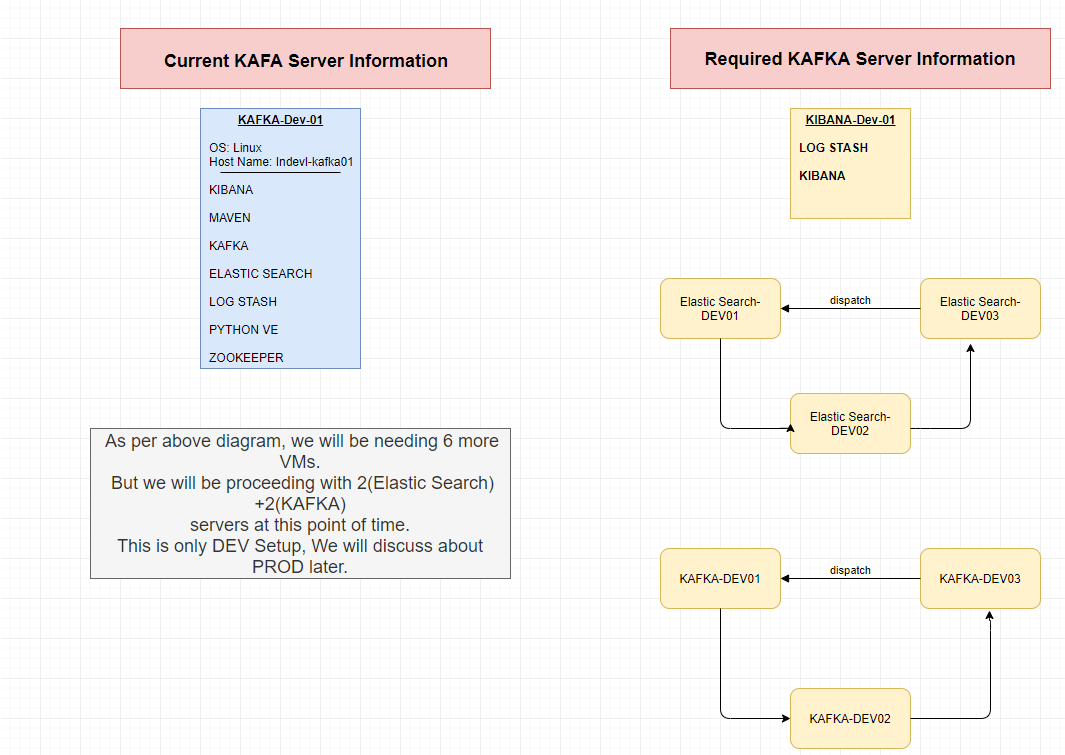 Current KAFA Server Information
KAFKA-Dev-01
OS: Linux
Host Name: Indevl-kafka01
KIBANA
MAVEN
KAFKA
ELASTIC SEARCH
LOG STASH
PYTHON VE
ZOOKEEPER
As per above diagram, we will be needing 6 more
VMs.
But we will be proceeding with 2(Elastic Search)
+2(KAFKA)
servers at this point of time.
This is only DEV Setup, We will discuss about
PROD later.
Required KAFKA Server Information
KIBANA-Dev-01
LOG STASH
KIBANA
Elastic Search-
DEV01
dispatch
Elastic Search-
DEV03
Elastic Search-
DEV02
KAFKA-DEV01
dispatch
KAFKA-DEV03
KAFKA-DEV02